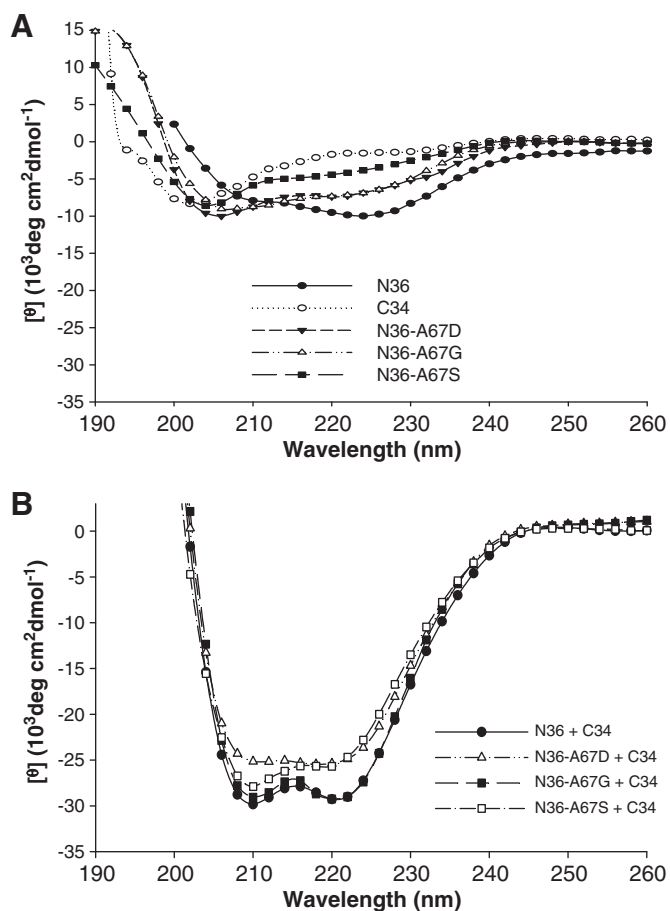 A
15
10
5
0
-5
-10
-15
-20
-25
-30
-35
[θ] (10³deg cm²dmol⁻¹)
N36
C34
N36-A67D
N36-A67G
N36-A67S
190 200 210 220 230 240 250 260
Wavelength (nm)
B
0
-5
-10
-15
-20
-25
-30
-35
[θ] (10³deg cm²dmol⁻¹)
N36 + C34
N36-A67D + C34
N36-A67G + C34
N36-A67S + C34
190 200 210 220 230 240 250 260
Wavelength (nm)